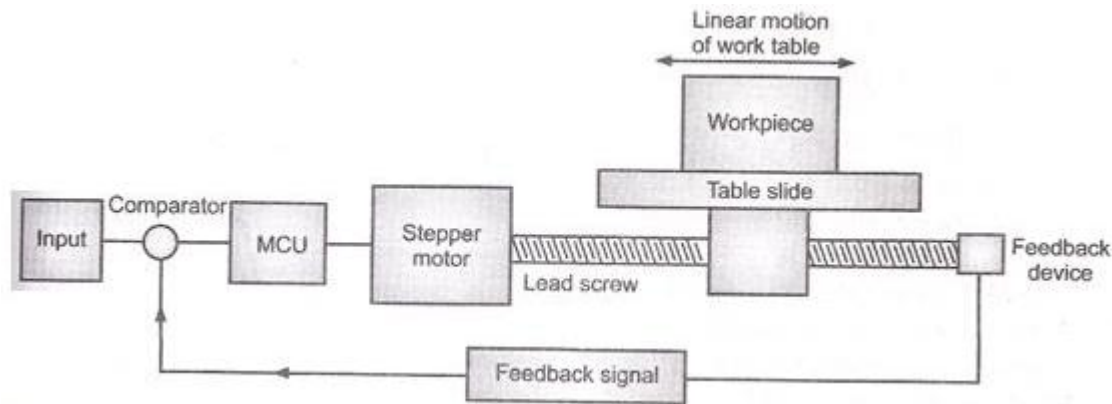 Linear motion
of work table
Workpiece
Table slide
Comparator
Input
MCU
Stepper
motor
Lead screw
Feedback
device
Feedback signal